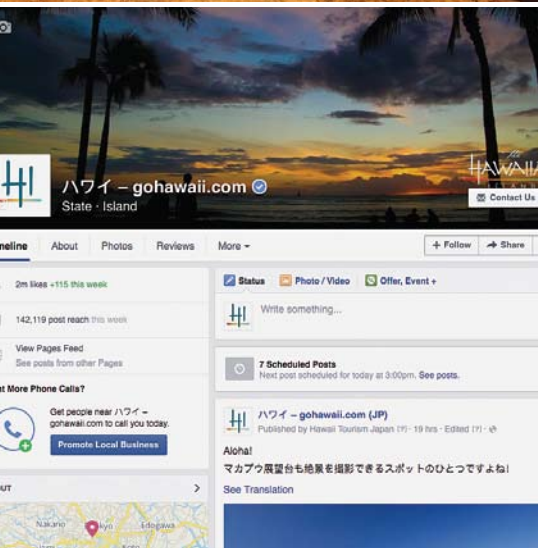 HAWAI
ハワイ – gohawaii.com
State · Island
Contact Us
meline About Photos Reviews More
+ Follow Share
2m likes +115 this week
142,119 post reach this week
View Pages Feed
See posts from other Pages
nt More Phone Calls?
Get people near ハワイ –
gohawaii.com to call you today.
Promote Local Business
OUT
Nakano
okyo
Edogawa
Status Photo / Video Offer, Event +
Write something...
7 Scheduled Posts
Next post scheduled for today at 3:00pm. See posts.
ハワイ – gohawaii.com (JP)
Published by Hawaii Tourism Japan [?] · 19 hrs · Edited [?] ·
Aloha!
マカプウ展望台も絶景を撮影できるスポットのひとつですよね!
See Translation